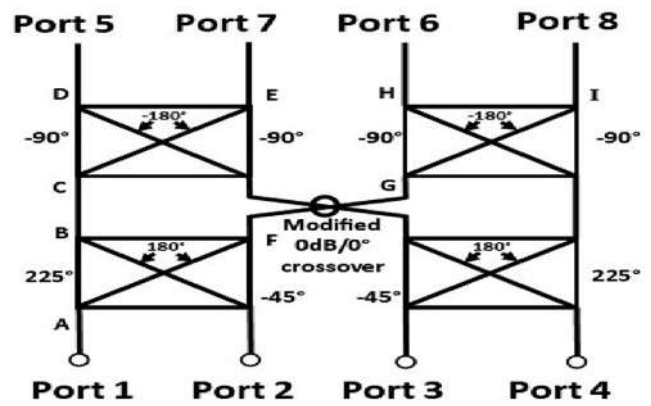 Port 5 Port 7 Port 6 Port 8
D E H I
-180° -180°
-90° -90° -90° -90°
C G
Modified
B F 0dB/0°
180° crossover 180°
225° -45° -45° 225°
A
Port 1 Port 2 Port 3 Port 4